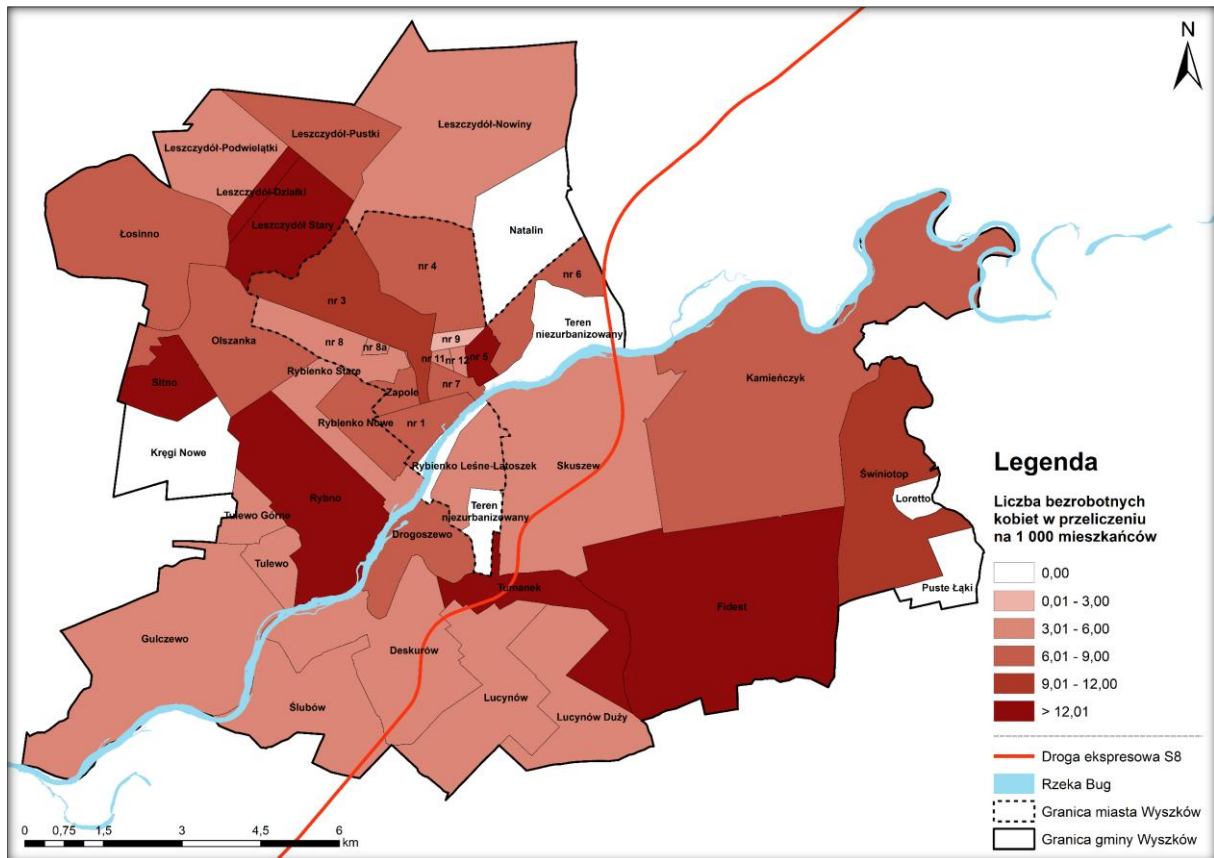 N
Leszczydół-Nowiny
Leszczydół-Pustki
Leszczydół-Podwielątki
Leszczydół-Działki
Leszczydół Stary
Łosinno
Natalin
nr 4
nr 6
nr 3
Teren
niezurbanizowany
nr 9
nr 8
nr 8a
nr 11
nr 12
nr 5
Olszanka
Rybienko Stare
Kamieńczyk
Sitno
Zapole
nr 7
Rybienko Nowe
nr 1
Kręgi Nowe
Rybienko Leśne-Latoszek
Skuszew
Świniotop
Loretto
Rybno
Teren
niezurbanizowany
Tulewo Górne
Drogoszewo
Tulewo
Tumanek
Puste Łąki
Fidest
Gulczewo
Deskurów
Ślubów
Lucynów
Lucynów Duży
Legenda
Liczba bezrobotnych
kobiet w przeliczeniu
na 1 000 mieszkańców
0,00
0,01 - 3,00
3,01 - 6,00
6,01 - 9,00
9,01 - 12,00
> 12,01
Droga ekspresowa S8
Rzeka Bug
Granica miasta Wyszków
Granica gminy Wyszków
0 0,75 1,5 3 4,5 6
km